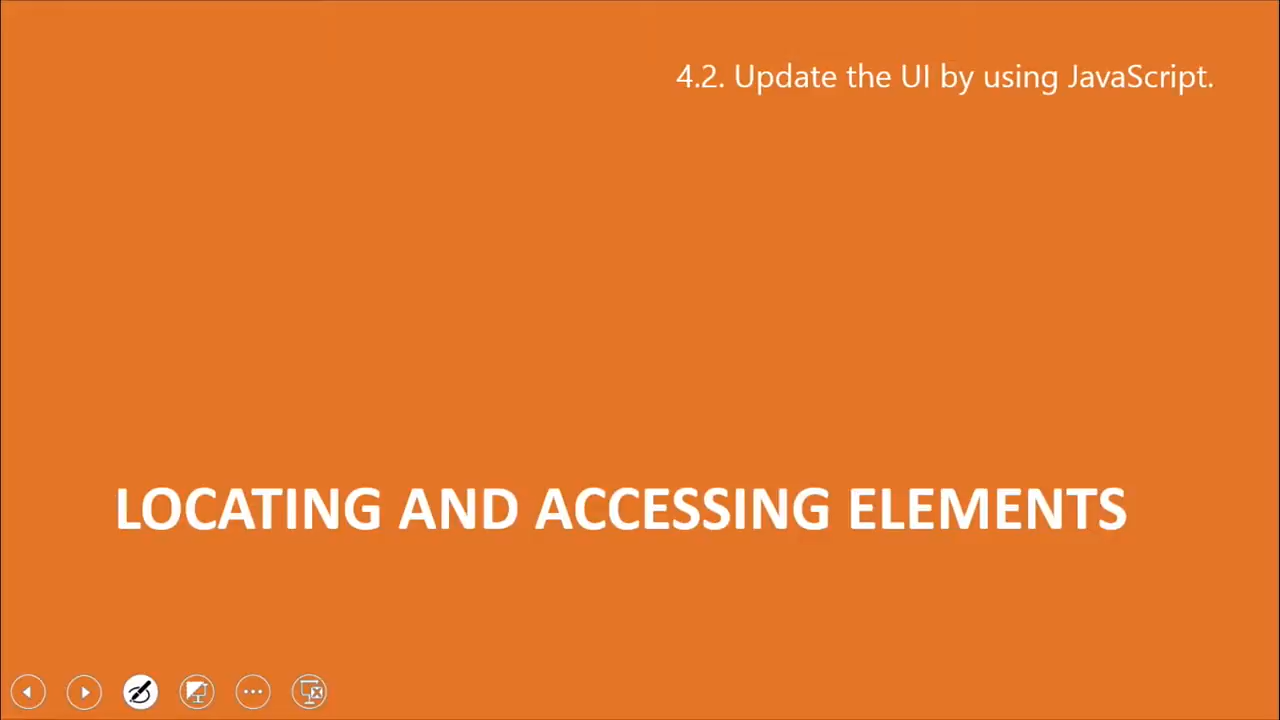 4.2. Update the UI by using JavaScript.
LOCATING AND ACCESSING ELEMENTS